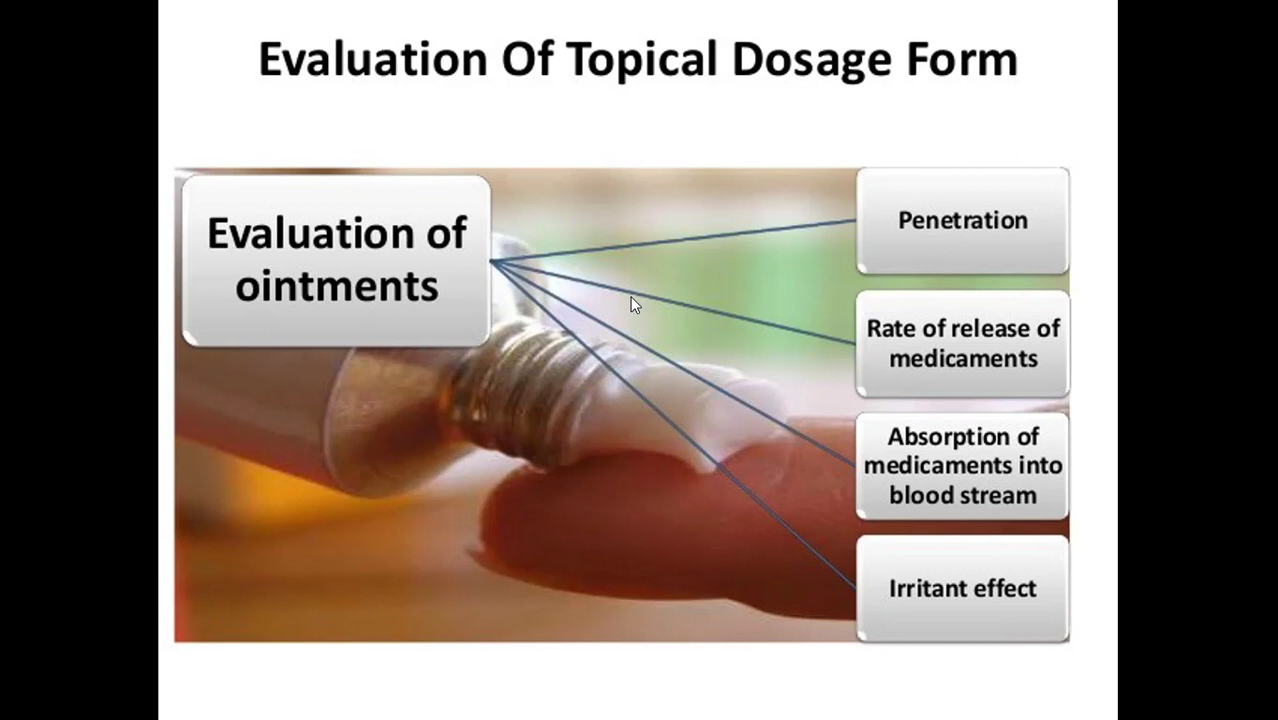 Evaluation Of Topical Dosage Form
Evaluation of
ointments
Penetration
Rate of release of
medicaments
Absorption of
medicaments into
blood stream
Irritant effect